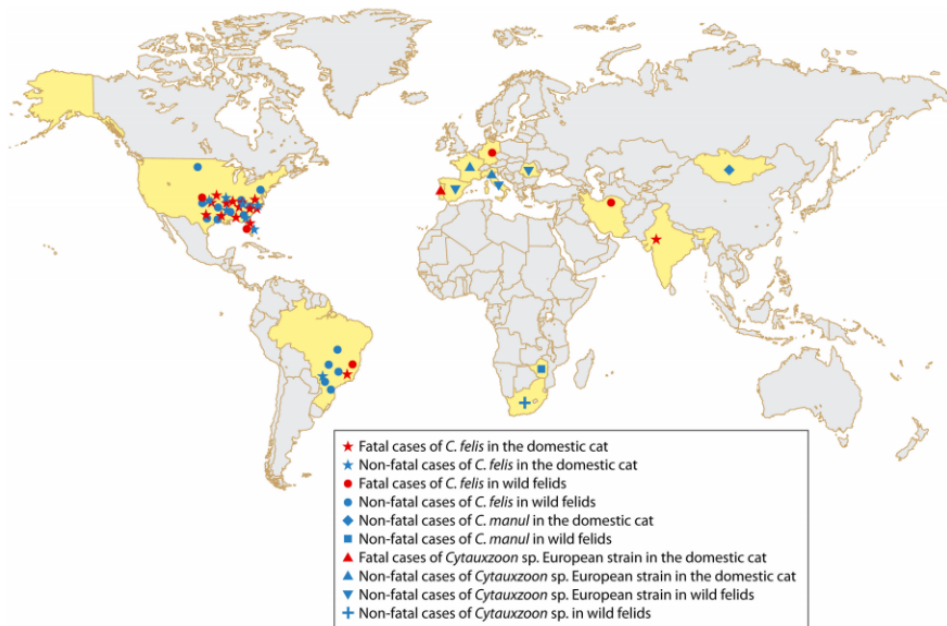 Fatal cases of C. felis in the domestic cat
Non-fatal cases of C. felis in the domestic cat
Fatal cases of C. felis in wild felids
Non-fatal cases of C. felis in wild felids
Non-fatal cases of C. manul in the domestic cat
Non-fatal cases of C. manul in wild felids
Fatal cases of Cytauxzoon sp. European strain in the domestic cat
Non-fatal cases of Cytauxzoon sp. European strain in the domestic cat
Non-fatal cases of Cytauxzoon sp. European strain in wild felids
Non-fatal cases of Cytauxzoon sp. in wild felids